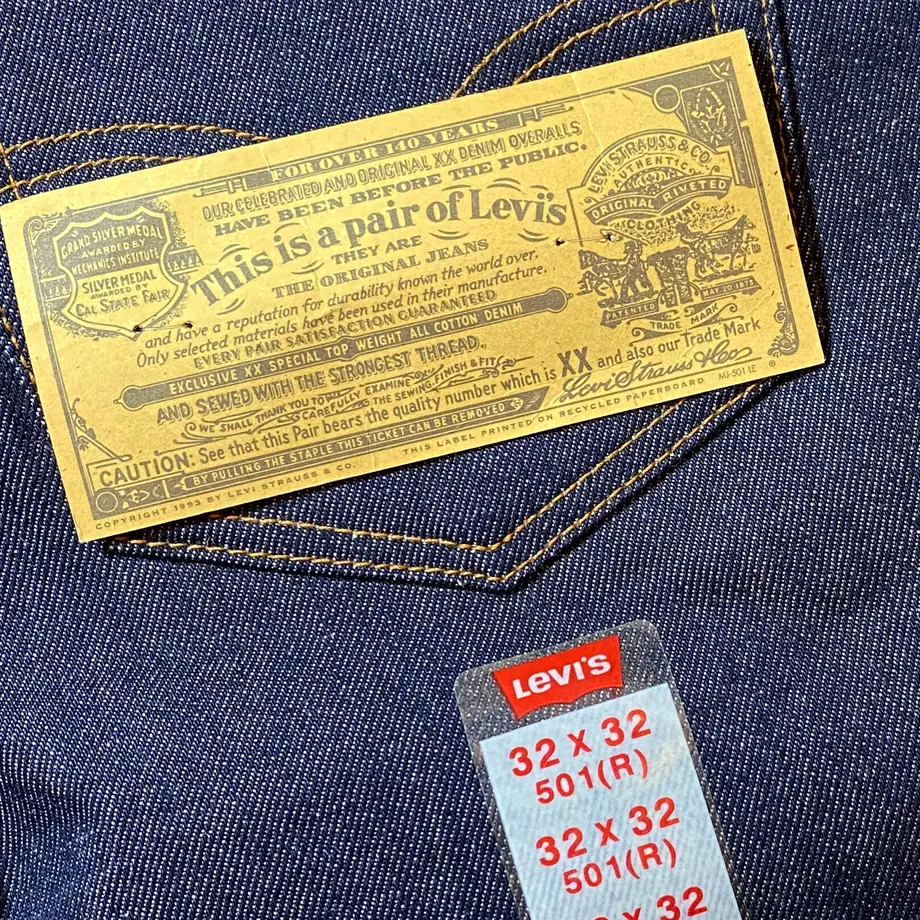 FOR OVER 140 YEARS
OUR CELEBRATED AND ORIGINAL XX DENIM OVERALLS
HAVE BEEN BEFORE THE PUBLIC.
This is a pair of Levi's
THEY ARE
THE ORIGINAL JEANS
and have a reputation for durability known the world over.
Only selected materials have been used in their manufacture.
EVERY PAIR SATISFACTION GUARANTEED
EXCLUSIVE XX SPECIAL TOP WEIGHT ALL COTTON DENIM
AND SEWED WITH THE STRONGEST THREAD.
WE SHALL THANK YOU TO CAREFULLY EXAMINE THE SEWING, FINISH & FIT
CAUTION: See that this Pair bears the quality number which is XX and also our Trade Mark
BY PULLING THE STAPLE THIS TICKET CAN BE REMOVED
Levi Strauss & Co
COPYRIGHT 1993 BY LEVI STRAUSS & CO.
THIS LABEL PRINTED ON RECYCLED PAPERBOARD
MJ-501 LE
®
GRAND SILVER MEDAL
AWARDED BY
MECHANICS INSTITUTE
SILVER MEDAL
AWARDED BY
CAL STATE FAIR
LEVI STRAUSS & CO.
AUTHENTIC
ORIGINAL RIVETED
CLOTHING
PATENTED
MAY 20 1873
TRADE MARK
LEVI'S
32 X 32
501(R)
32 X 32
501(R)
X 32